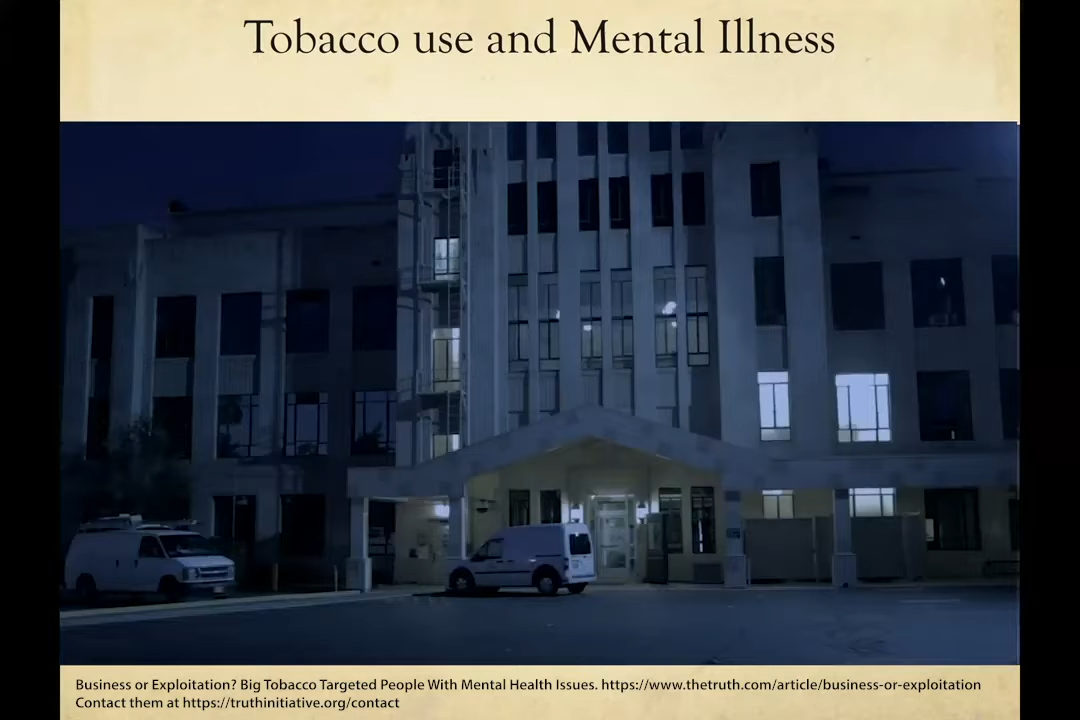 Tobacco use and Mental Illness
Business or Exploitation? Big Tobacco Targeted People With Mental Health Issues. https://www.thetruth.com/article/business-or-exploitation
Contact them at https://truthinitiative.org/contact